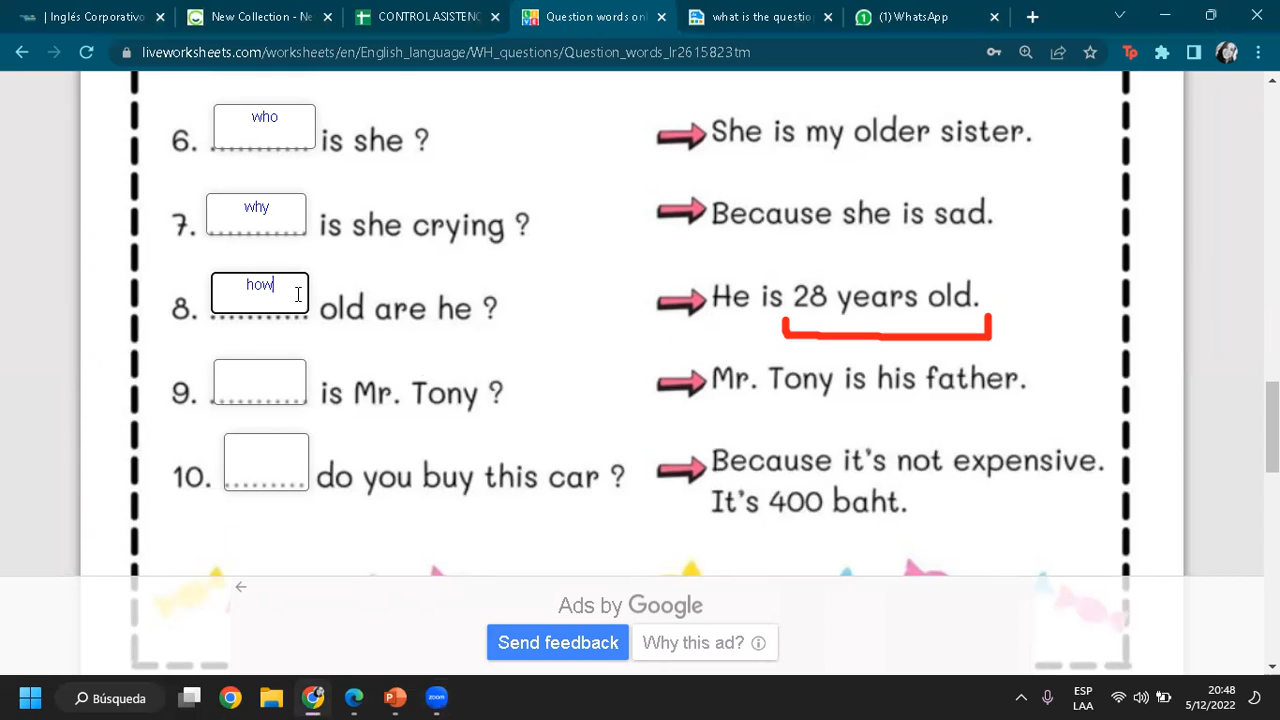 | Inglés Corporativo
New Collection - Ne
CONTROL ASISTENC
Question words onl
what is the questio
(1) WhatsApp
liveworksheets.com/worksheets/en/English_language/WH_questions/Question_words_lr2615823tm
6. who is she ?
She is my older sister.
7. why is she crying ?
Because she is sad.
8. how old are he ?
He is 28 years old.
9. is Mr. Tony ?
Mr. Tony is his father.
10. do you buy this car ?
Because it's not expensive.
It's 400 baht.
Ads by Google
Send feedback
Why this ad?
Búsqueda
zoom
ESP
LAA
20:48
5/12/2022